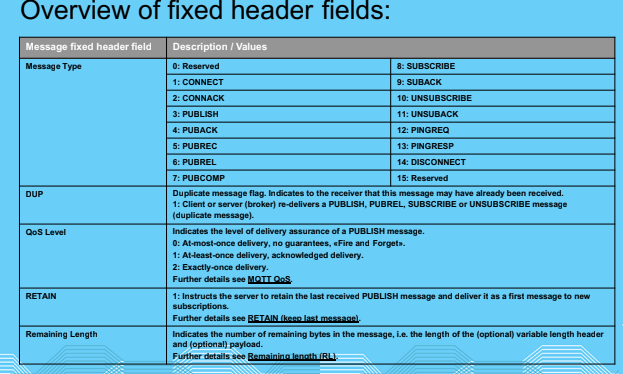 Overview of fixed header fields:
Message fixed header field Description / Values
Message Type 0: Reserved 8: SUBSCRIBE
1: CONNECT 9: SUBACK
2: CONNACK 10: UNSUBSCRIBE
3: PUBLISH 11: UNSUBACK
4: PUBACK 12: PINGREQ
5: PUBREC 13: PINGRESP
6: PUBREL 14: DISCONNECT
7: PUBCOMP 15: Reserved
DUP Duplicate message flag. Indicates to the receiver that this message may have already been received.
1: Client or server (broker) re-delivers a PUBLISH, PUBREL, SUBSCRIBE or UNSUBSCRIBE message
(duplicate message).
QoS Level Indicates the level of delivery assurance of a PUBLISH message.
0: At-most-once delivery, no guarantees, «Fire and Forget».
1: At-least-once delivery, acknowledged delivery.
2: Exactly-once delivery.
Further details see MQTT QoS.
RETAIN 1: Instructs the server to retain the last received PUBLISH message and deliver it as a first message to new
subscriptions.
Further details see RETAIN (keep last message).
Remaining Length Indicates the number of remaining bytes in the message, i.e. the length of the (optional) variable length header
and (optional) payload.
Further details see Remaining length (RL).